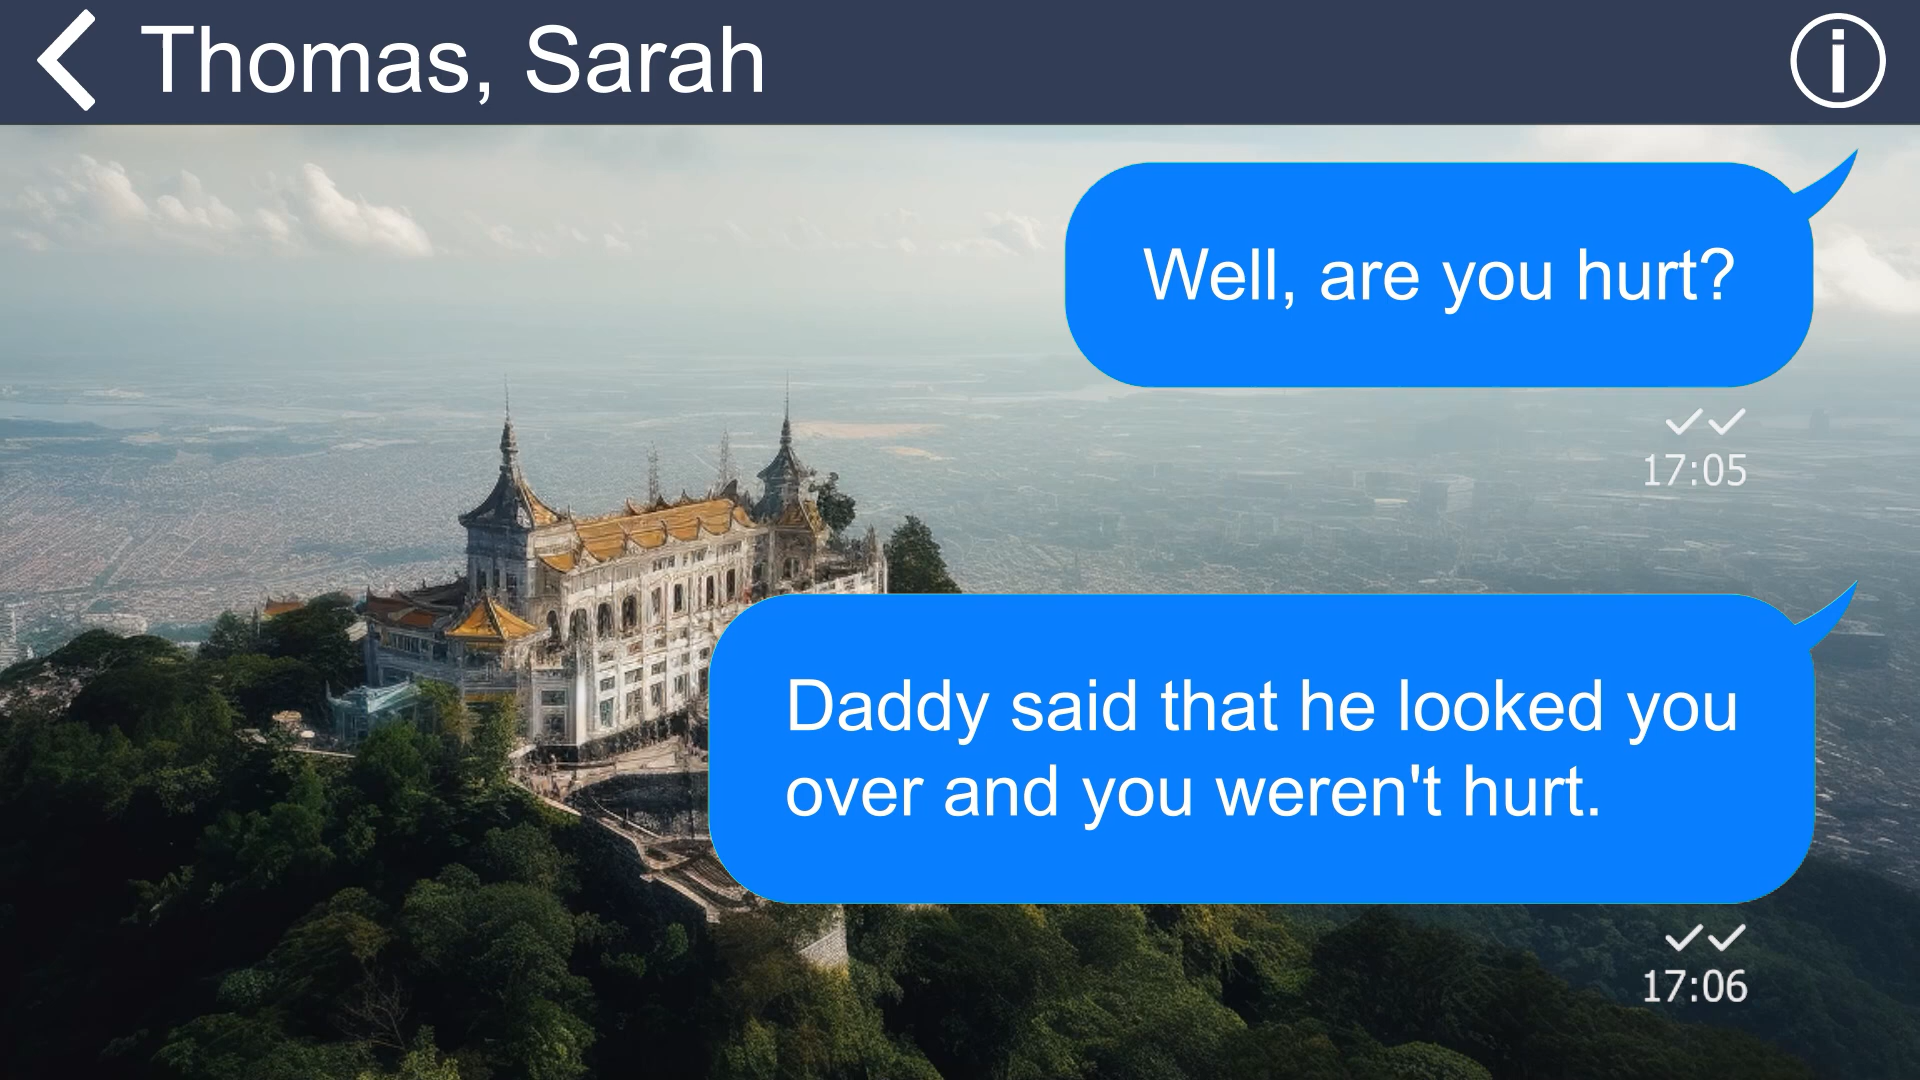 Thomas, Sarah
Well, are you hurt?
17:05
Daddy said that he looked you
over and you weren't hurt.
17:06